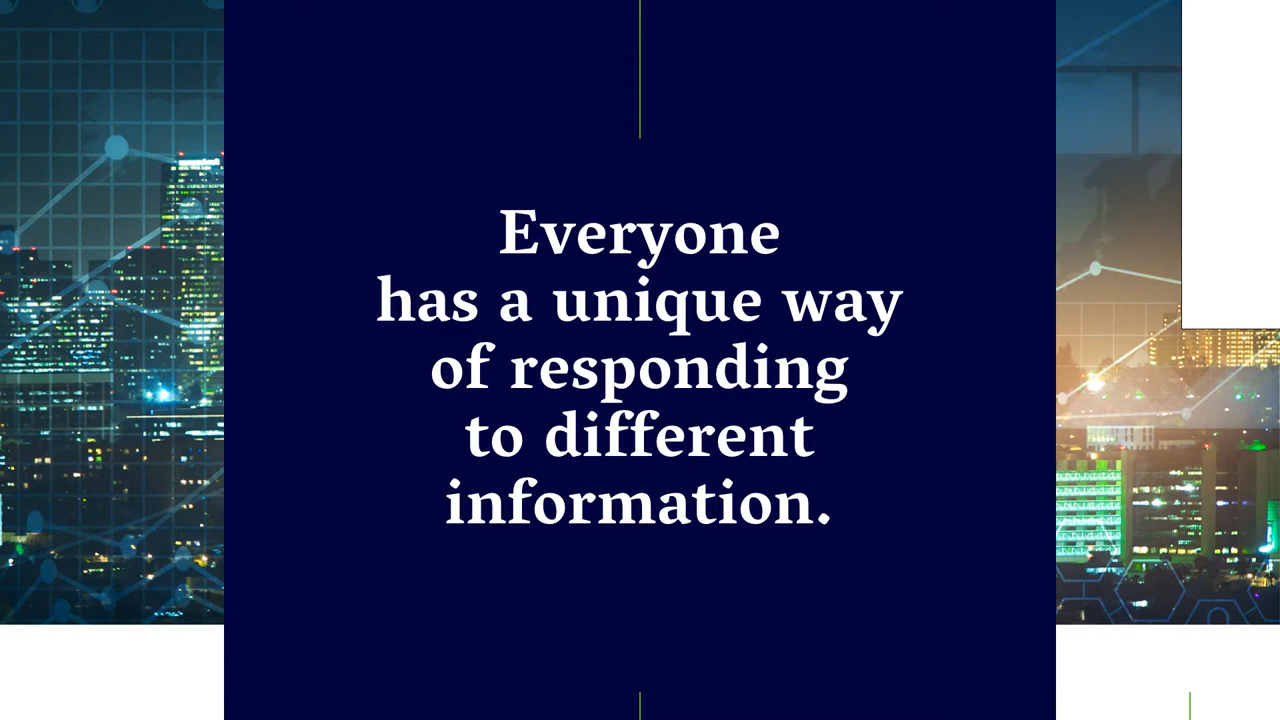 Everyone
has a unique way
of responding
to different
information.